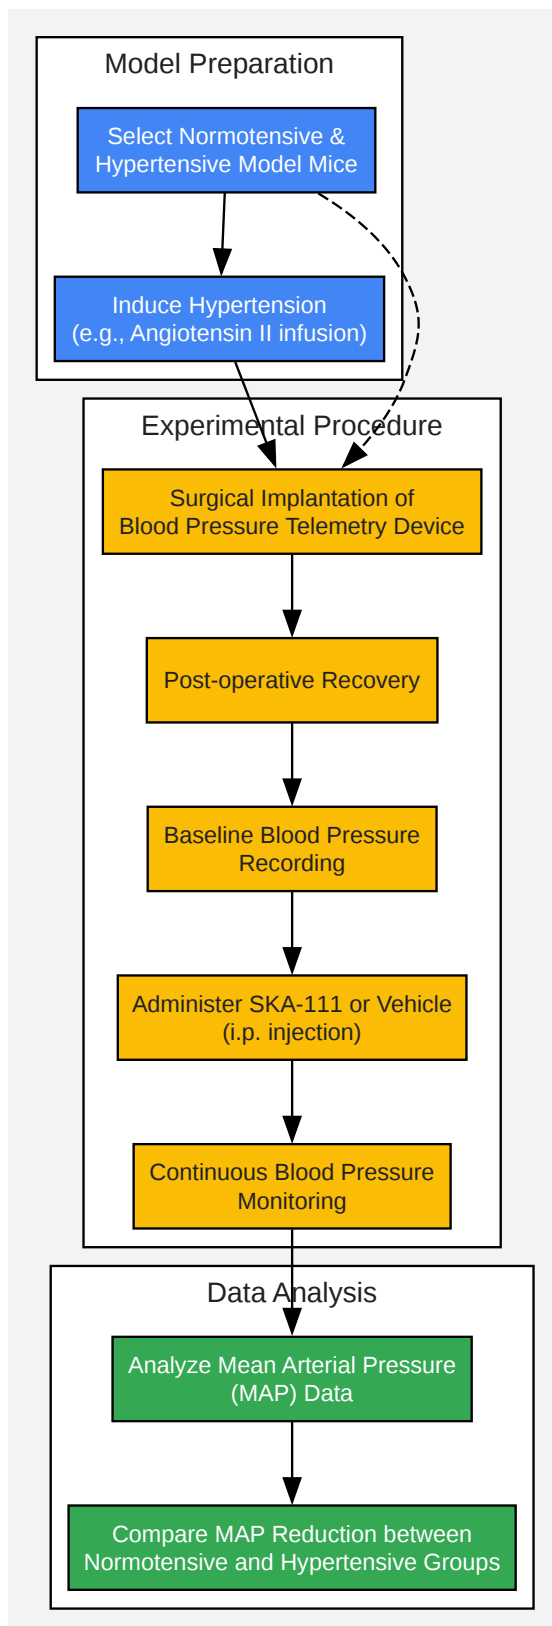 Model Preparation
Select Normotensive &
Hypertensive Model Mice
Induce Hypertension
(e.g., Angiotensin II infusion)
Experimental Procedure
Surgical Implantation of
Blood Pressure Telemetry Device
Post-operative Recovery
Baseline Blood Pressure
Recording
Administer SKA-111 or Vehicle
(i.p. injection)
Continuous Blood Pressure
Monitoring
Data Analysis
Analyze Mean Arterial Pressure
(MAP) Data
Compare MAP Reduction between
Normotensive and Hypertensive Groups